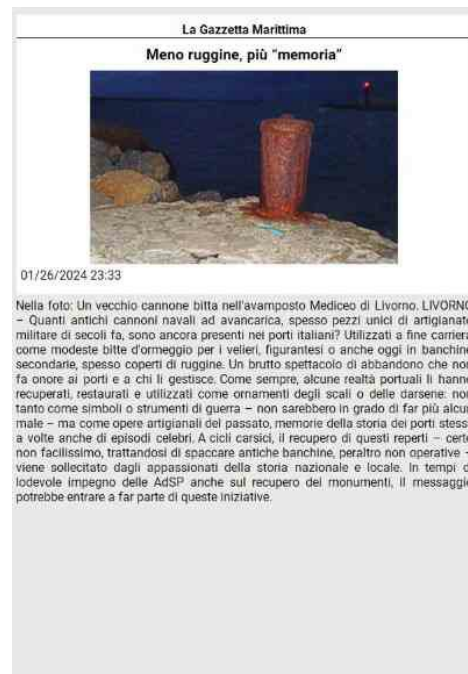 La Gazzetta Marittima
Meno ruggine, più “memoria”
01/26/2024 23:33
Nella foto: Un vecchio cannone bitta nell'avamposto Mediceo di Livorno. LIVORNO
– Quanti antichi cannoni navali ad avancarica, spesso pezzi unici di artigianato
militare di secoli fa, sono ancora presenti nei porti italiani? Utilizzati a fine carriera
come modeste bitte d'ormeggio per i velieri, figurantesi o anche oggi in banchine
secondarie, spesso coperti di ruggine. Un brutto spettacolo di abbandono che non
fa onore ai porti e a chi li gestisce. Come sempre, alcune realtà portuali li hanno
recuperati, restaurati e utilizzati come ornamenti degli scali o delle darsene: non
tanto come simboli o strumenti di guerra – non sarebbero in grado di far più alcun
male – ma come opere artigianali del passato, memorie della storia dei porti stessi
a volte anche di episodi celebri. A cicli carsici, il recupero di questi reperti – certo
non facilissimo, trattandosi di spaccare antiche banchine, peraltro non operative –
viene sollecitato dagli appassionati della storia nazionale e locale. In tempi di
lodevole impegno delle AdSP anche sul recupero dei monumenti, il messaggio
potrebbe entrare a far parte di queste iniziative.